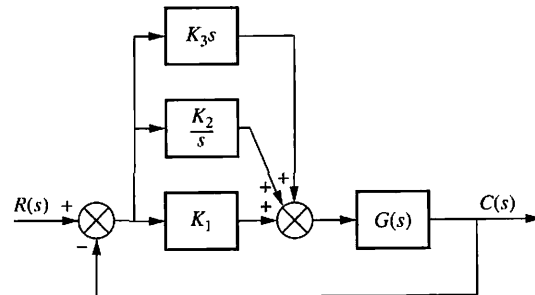 K₃s
K₂
s
+
+
+
R(s) +
K₁
+
G(s)
C(s)
−